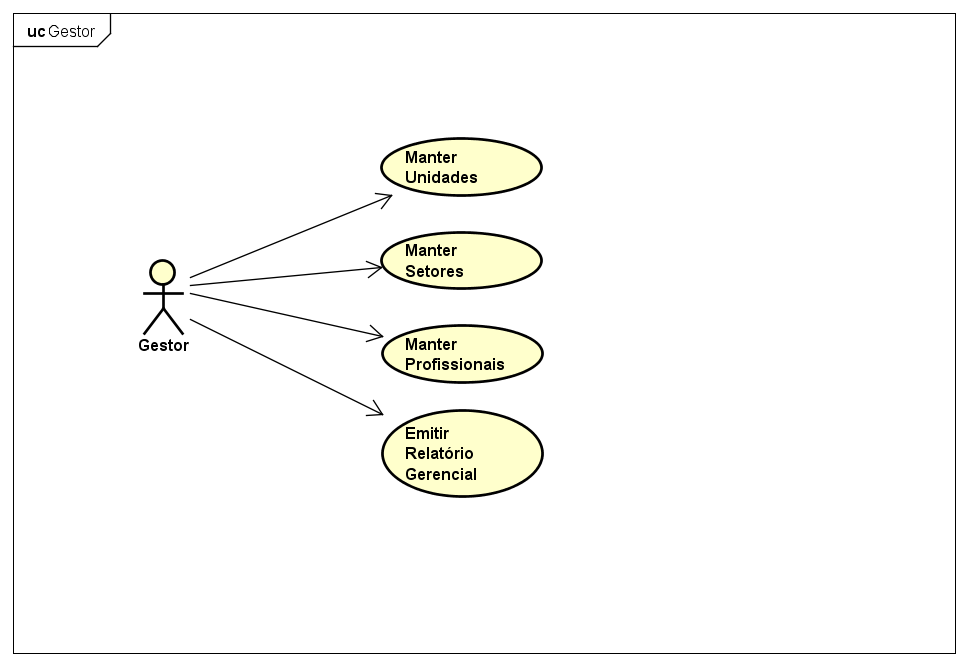 uc Gestor
Manter
Unidades
Manter
Setores
Gestor
Manter
Profissionais
Emitir
Relatório
Gerencial